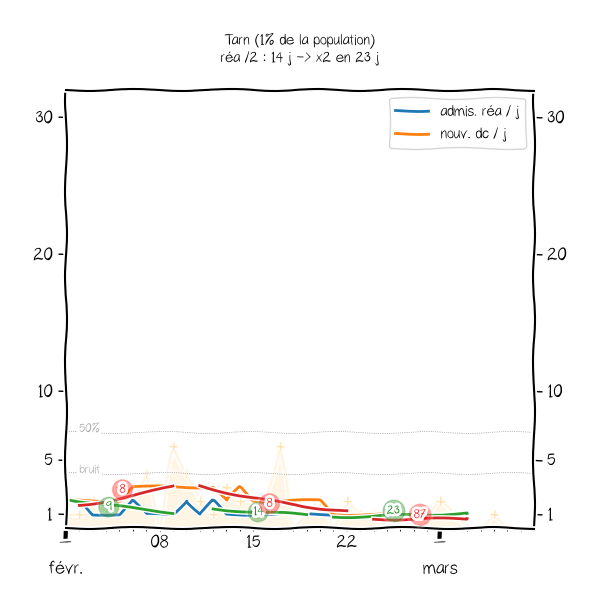 Tarn (1% de la population)
réa /2 : 14 j -> x2 en 23 j
admis. réa / j
nouv. dc / j
30
30
20
20
10
10
50%
bruit
5
5
1
1
8
9
14
8
23
87
08
15
22
févr.
mars